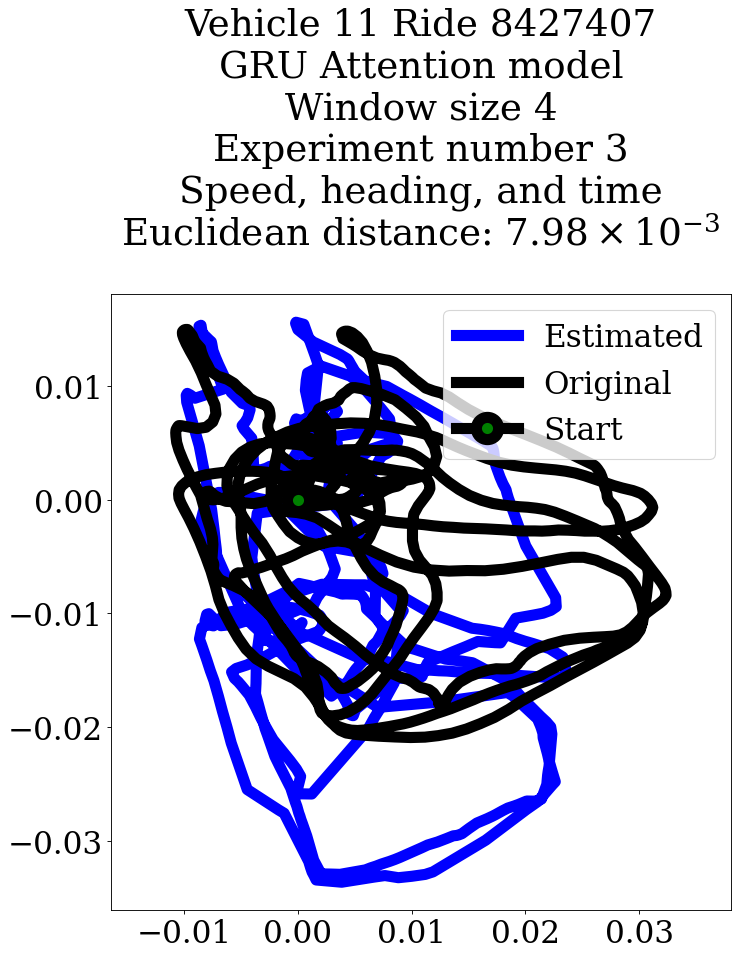 Vehicle 11 Ride 8427407
GRU Attention model
Window size 4
Experiment number 3
Speed, heading, and time
Euclidean distance: 7.98 × 10⁻³
Estimated
Original
Start
0.01
0.00
−0.01
−0.02
−0.03
−0.01 0.00 0.01 0.02 0.03